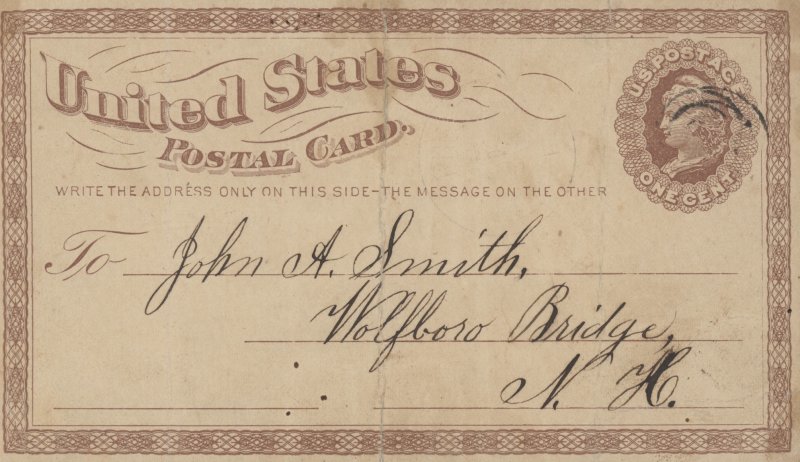 United States
Postal Card.
U.S. POSTAGE
ONE CENT
WRITE THE ADDRESS ONLY ON THIS SIDE-THE MESSAGE ON THE OTHER
To John A. Smith,
Wolfboro Bridge,
N. H.